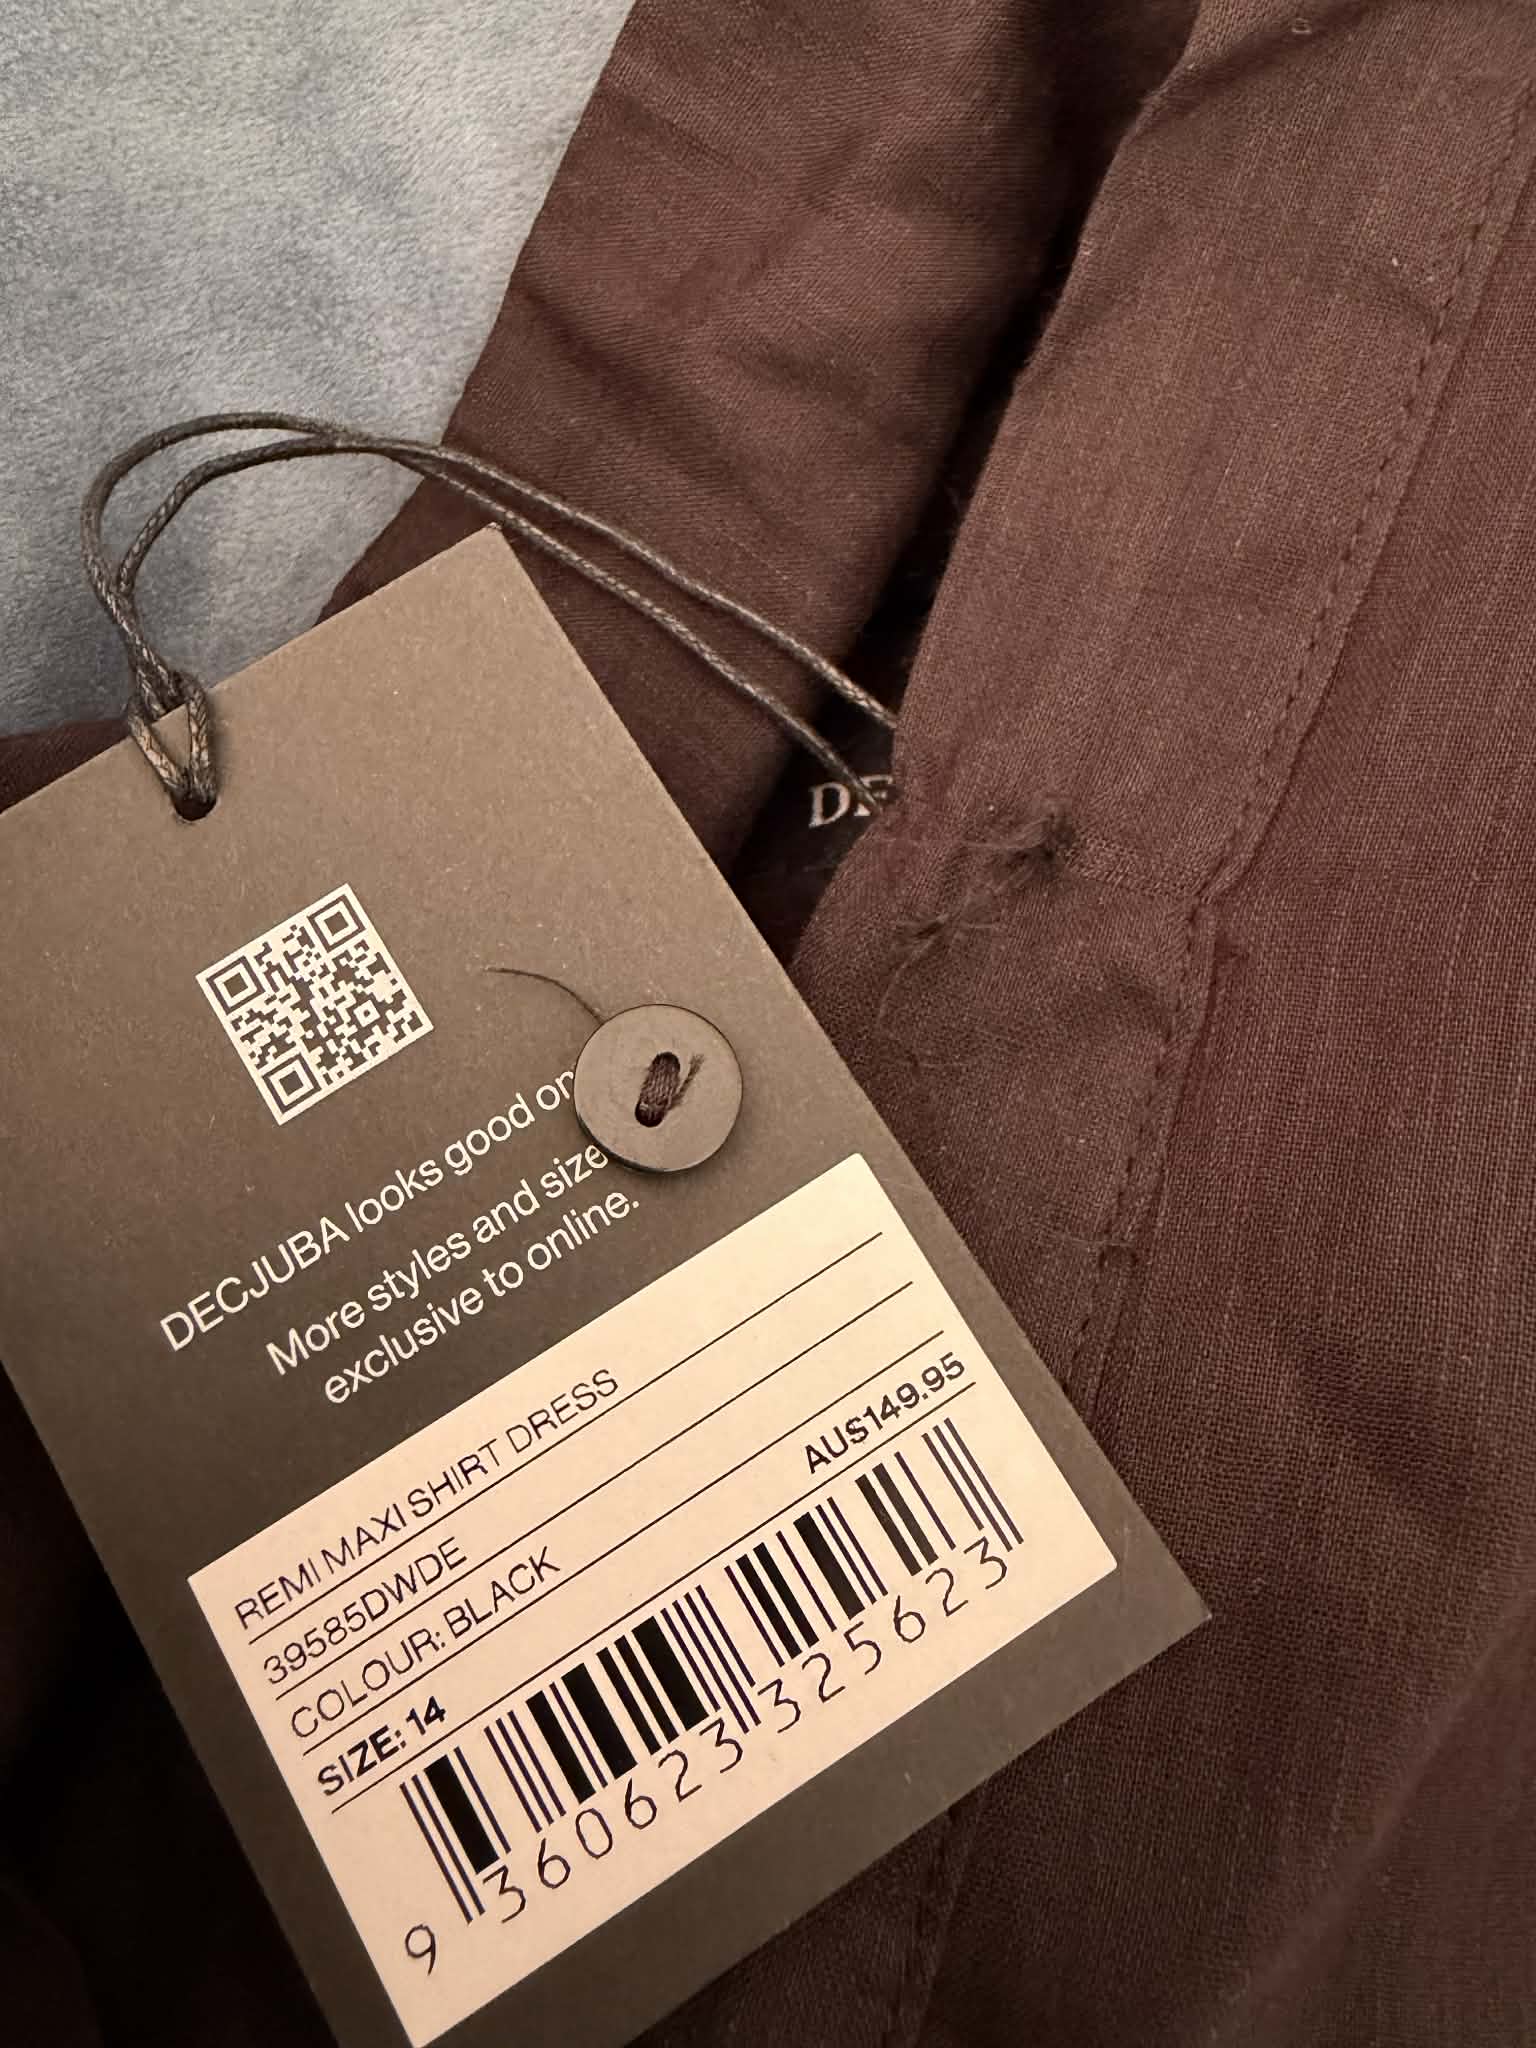 DECJUBA looks good on
More styles and size
exclusive to online.
REMI MAXI SHIRT DRESS
39585DWDE
COLOUR: BLACK
SIZE: 14
AU$149.95
9 360623 325623